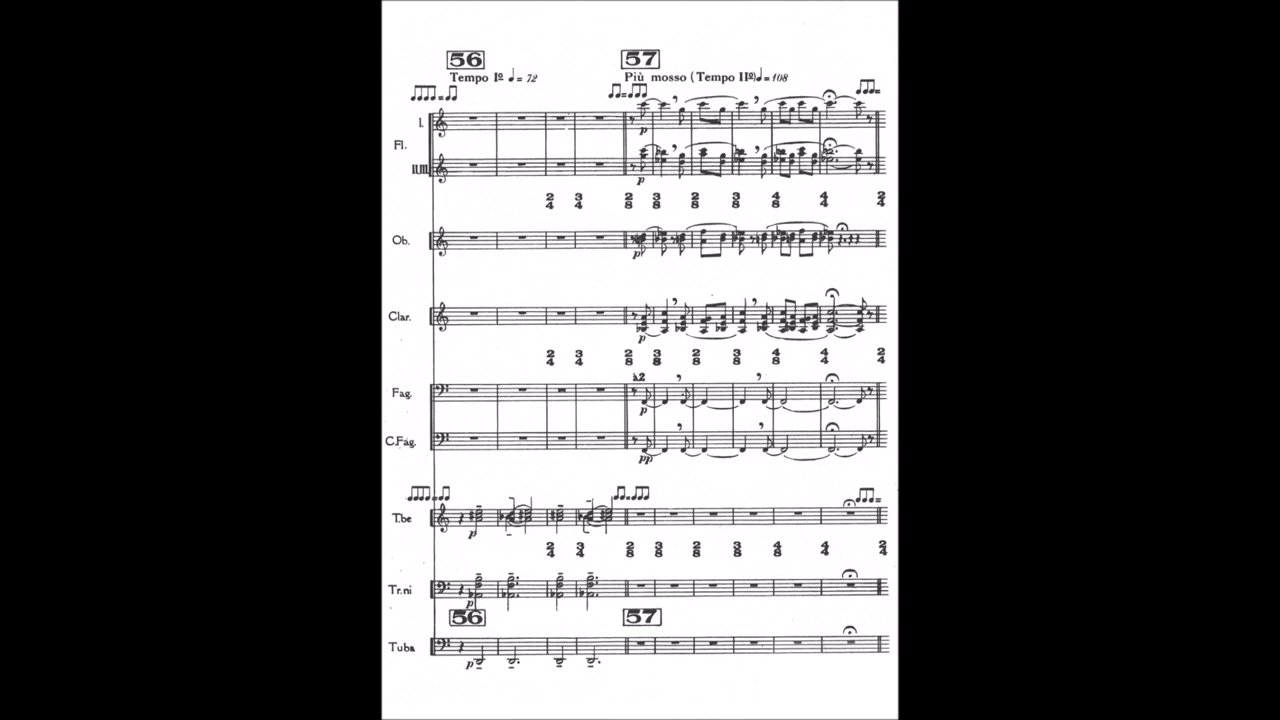 56 57
Tempo Iº ♩= 72 Più mosso (Tempo IIº) ♩= 108
I.
Fl.
II.III.
p
p
2/4 3/4 2/8 3/8 2/8 3/8 4/8 4/4 2/4
Ob.
p
Clar.
p
2/4 3/4 2/8 3/8 2/8 3/8 4/8 4/4 2/4
à2
Fag.
p
C.Fag.
pp
T.be
p
2/4 3/4 2/8 3/8 2/8 3/8 4/8 4/4 2/4
Tr.ni
p
56 57
Tuba
p